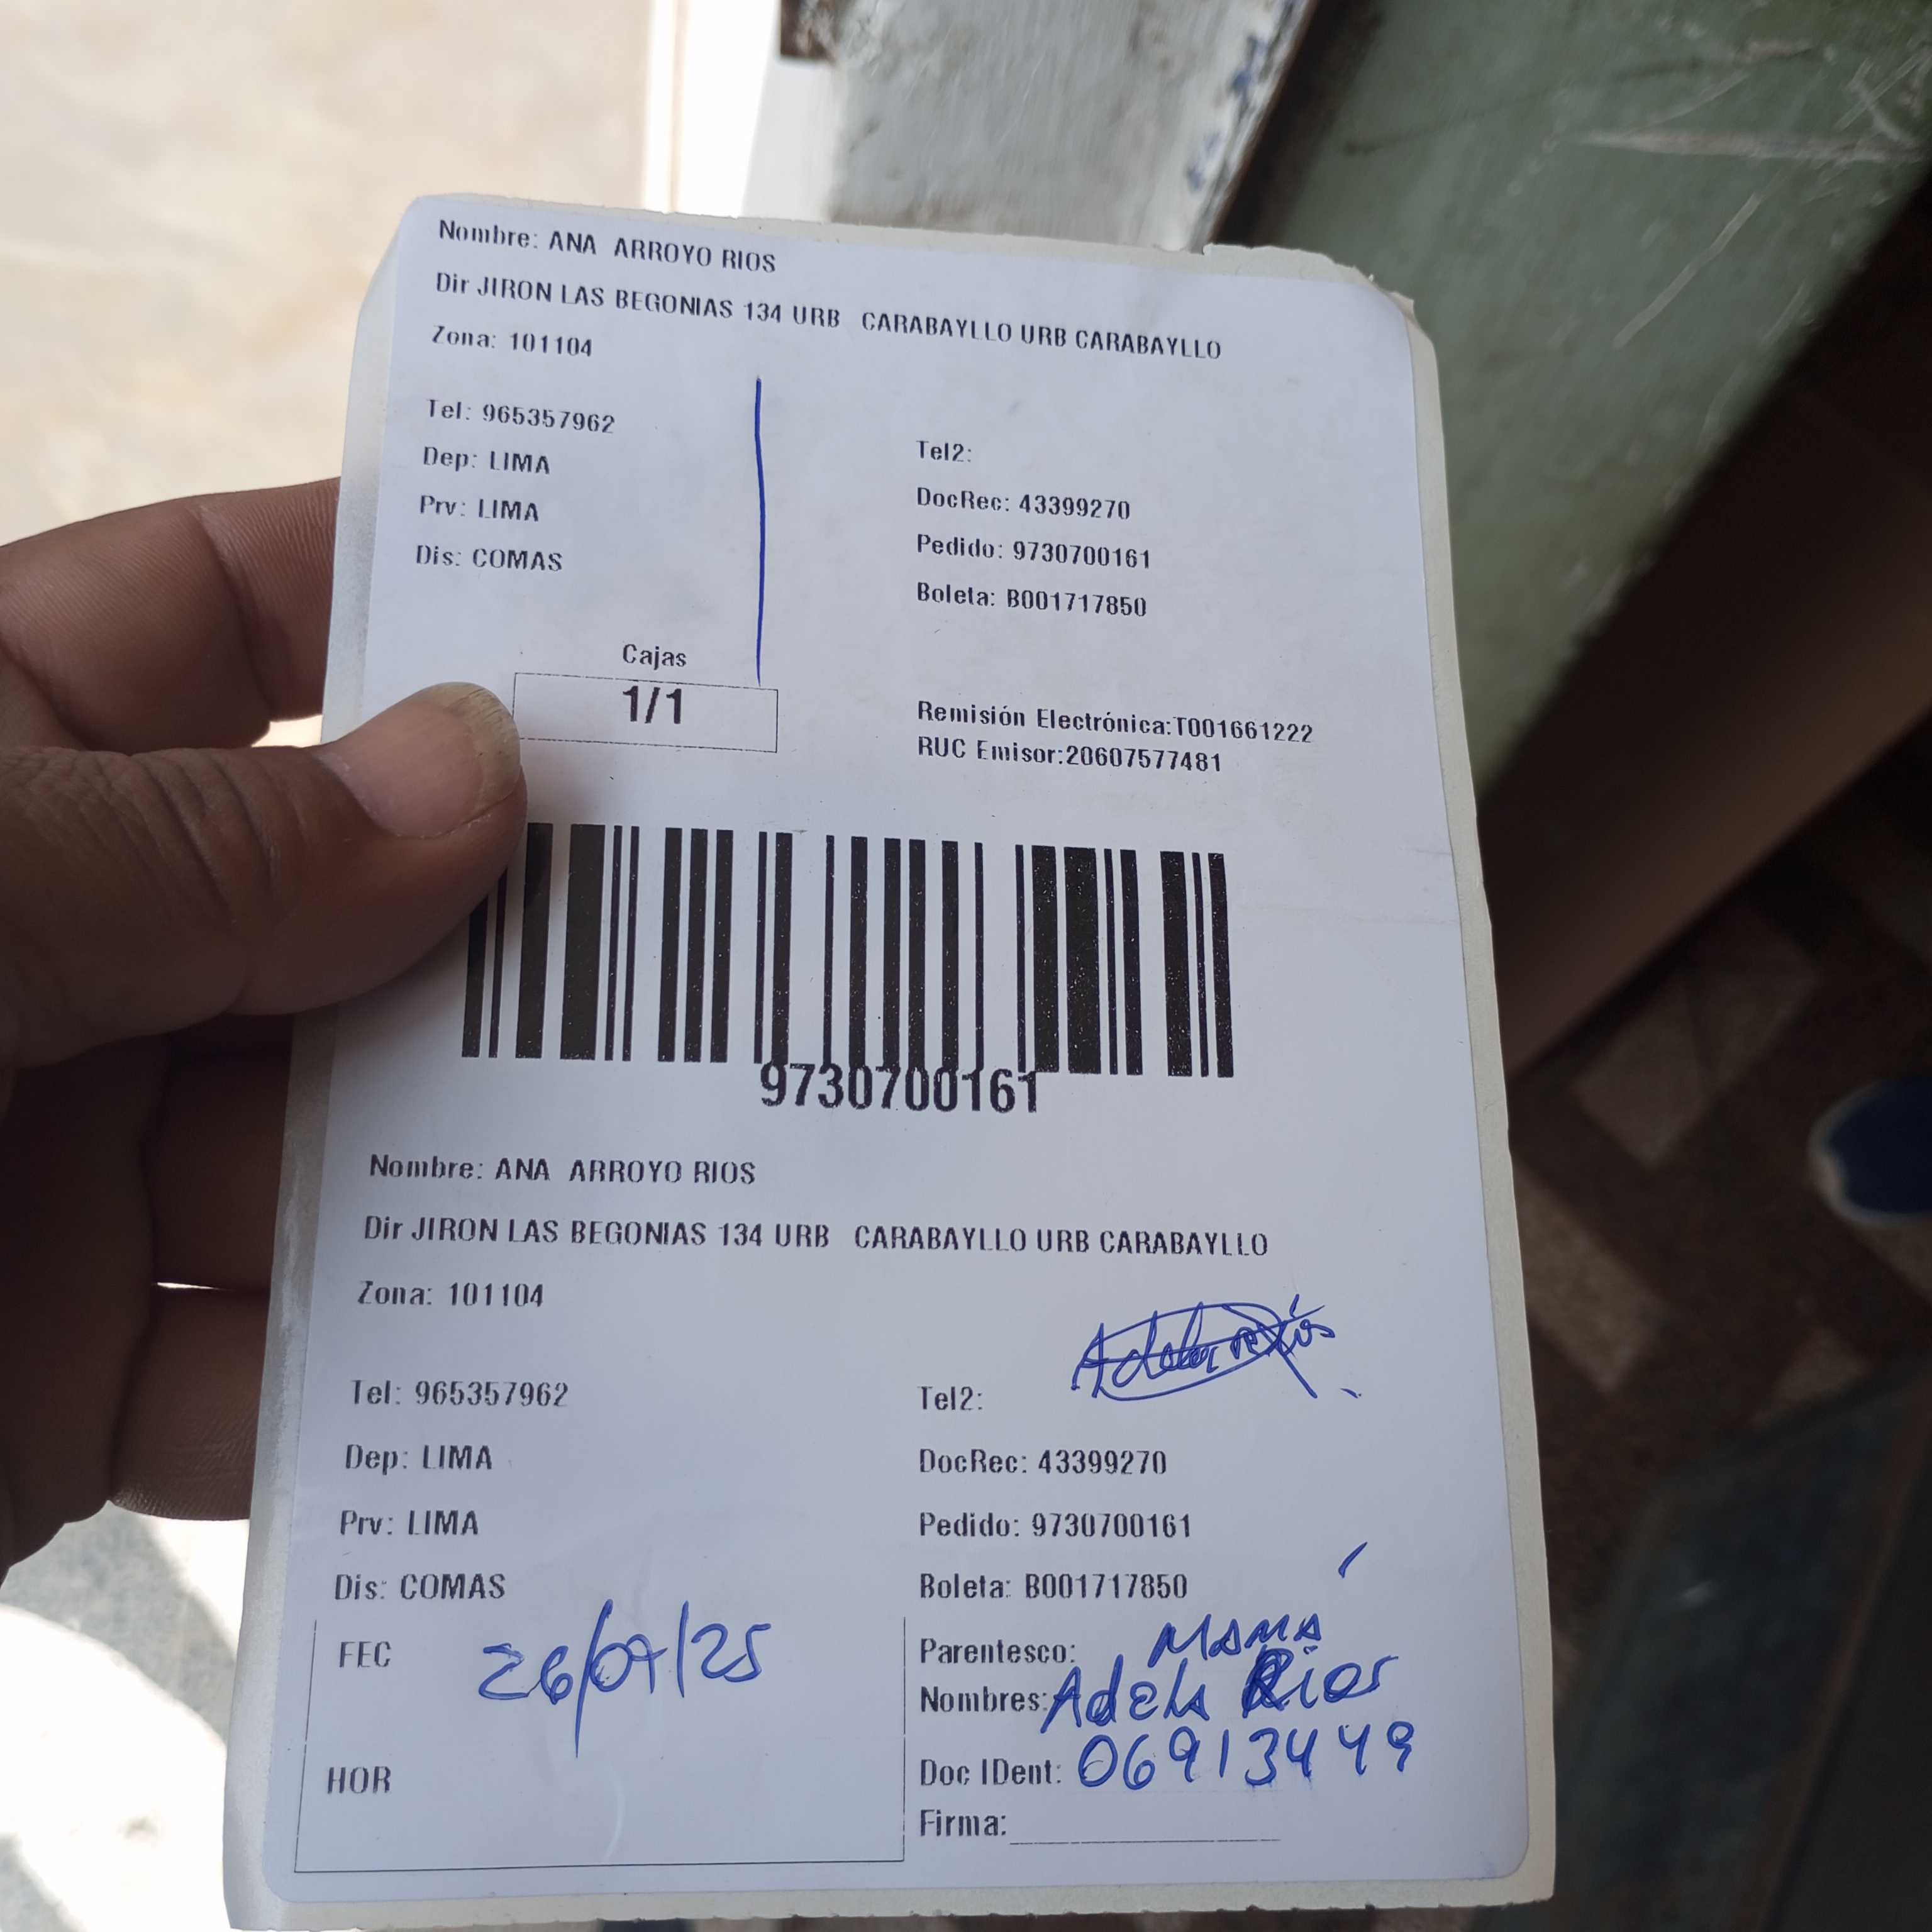 Nombre: ANA ARROYO RIOS
Dir JIRON LAS BEGONIAS 134 URB CARABAYLLO URB CARABAYLLO
Zona: 101104
Tel: 965357962
Tel2:
Dep: LIMA
DocRec: 43399270
Prv: LIMA
Pedido: 9730700161
Dis: COMAS
Boleta: B001717850
Cajas
1/1
Remisión Electrónica:T001661222
RUC Emisor:20607577481
9730700161
Nombre: ANA ARROYO RIOS
Dir JIRON LAS BEGONIAS 134 URB CARABAYLLO URB CARABAYLLO
Zona: 101104
Tel: 965357962
Tel2:
Dep: LIMA
DocRec: 43399270
Prv: LIMA
Pedido: 9730700161
Dis: COMAS
Boleta: B001717850
FEC 26/07/25
Parentesco: MAMÁ
Nombres: Adela Rios
Doc IDent: 06913449
HOR
Firma: